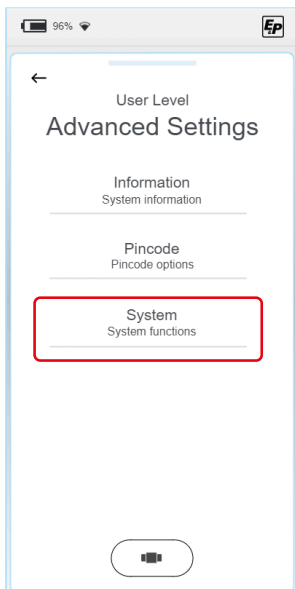 96%
EP
User Level
Advanced Settings
Information
System information
Pincode
Pincode options
System
System functions